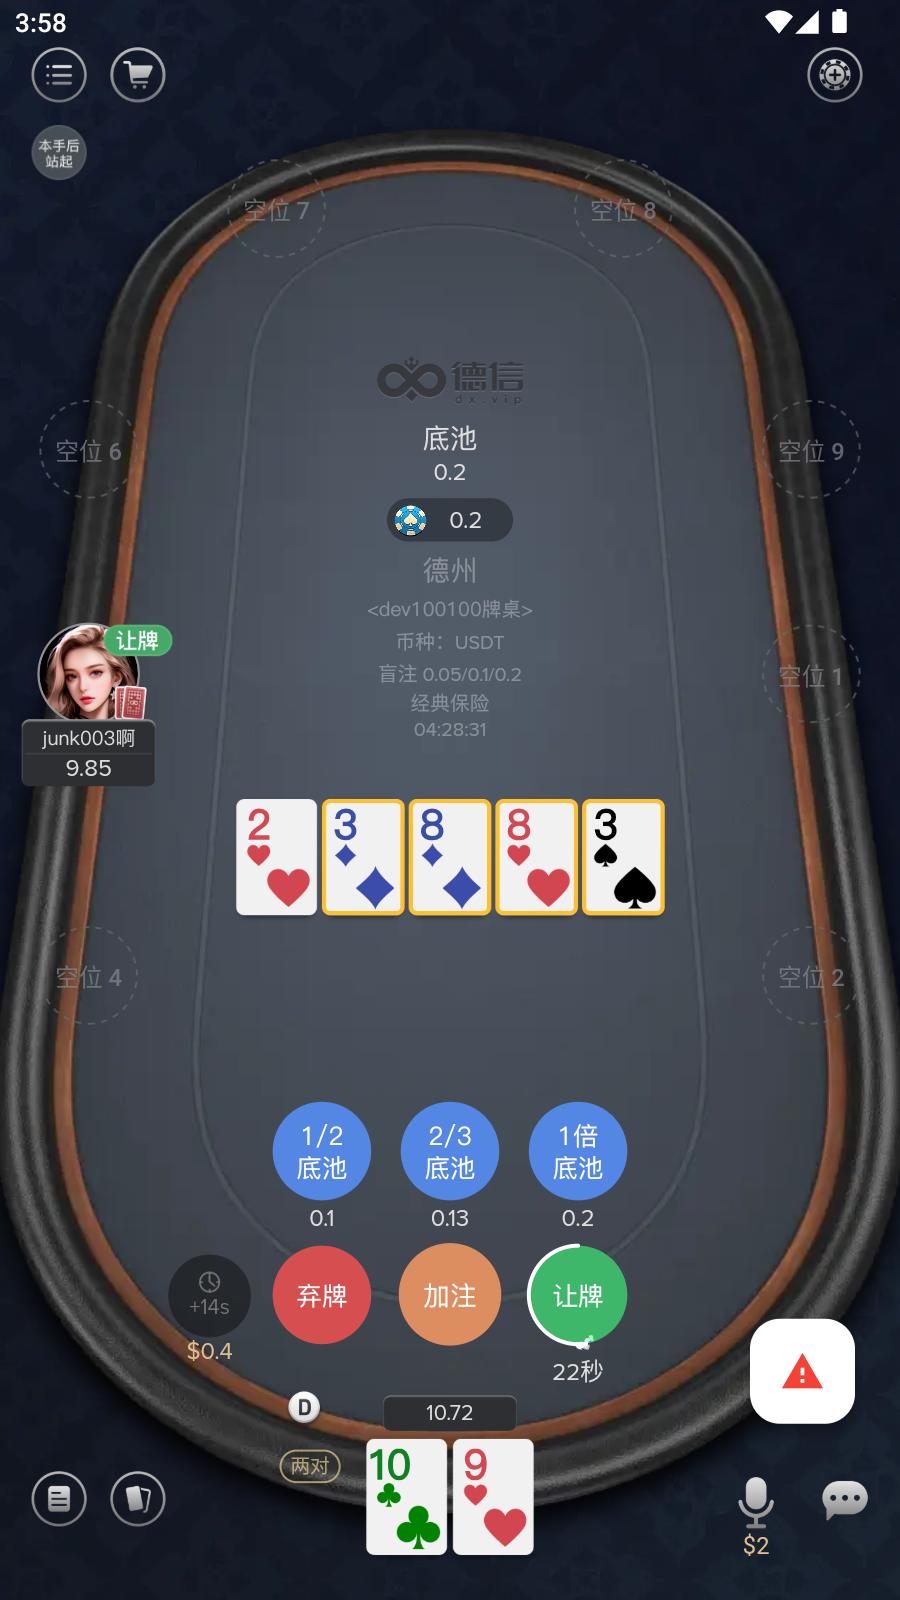 3:58
本手后
站起
空位 7
空位 8
德信
dx.vip
底池
0.2
0.2
空位 6
空位 9
德州
<dev100100牌桌>
币种：USDT
盲注 0.05/0.1/0.2
经典保险
04:28:31
让牌
junk003啊
9.85
空位 1
2
3
8
8
3
空位 4
空位 2
1/2
底池
2/3
底池
1倍
底池
0.1
0.13
0.2
+14s
$0.4
弃牌
加注
让牌
22秒
D
10.72
两对
10
9
$2